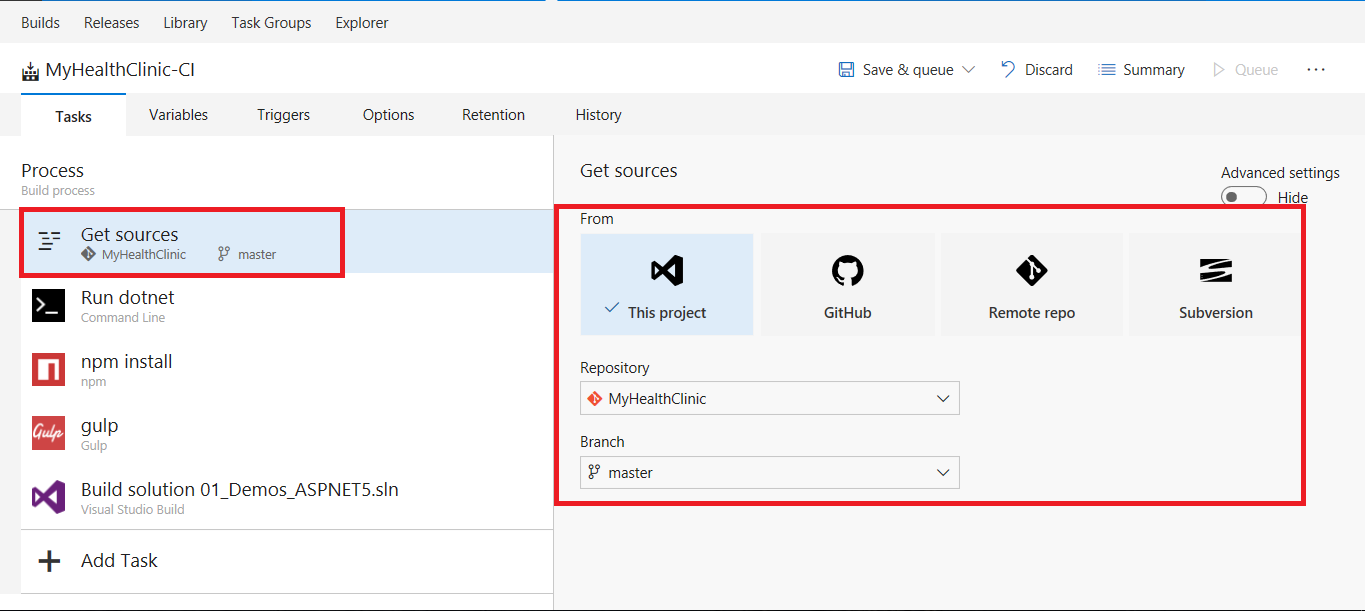 Builds Releases Library Task Groups Explorer
MyHealthClinic-CI Save & queue Discard Summary Queue ...
Tasks Variables Triggers Options Retention History
Process
Build process
Get sources
MyHealthClinic master
Run dotnet
Command Line
npm install
npm
gulp
Gulp
Gulp
Build solution 01_Demos_ASPNET5.sln
Visual Studio Build
Add Task
Get sources
Advanced settings
Hide
From
This project GitHub Remote repo Subversion
Repository
MyHealthClinic
Branch
master